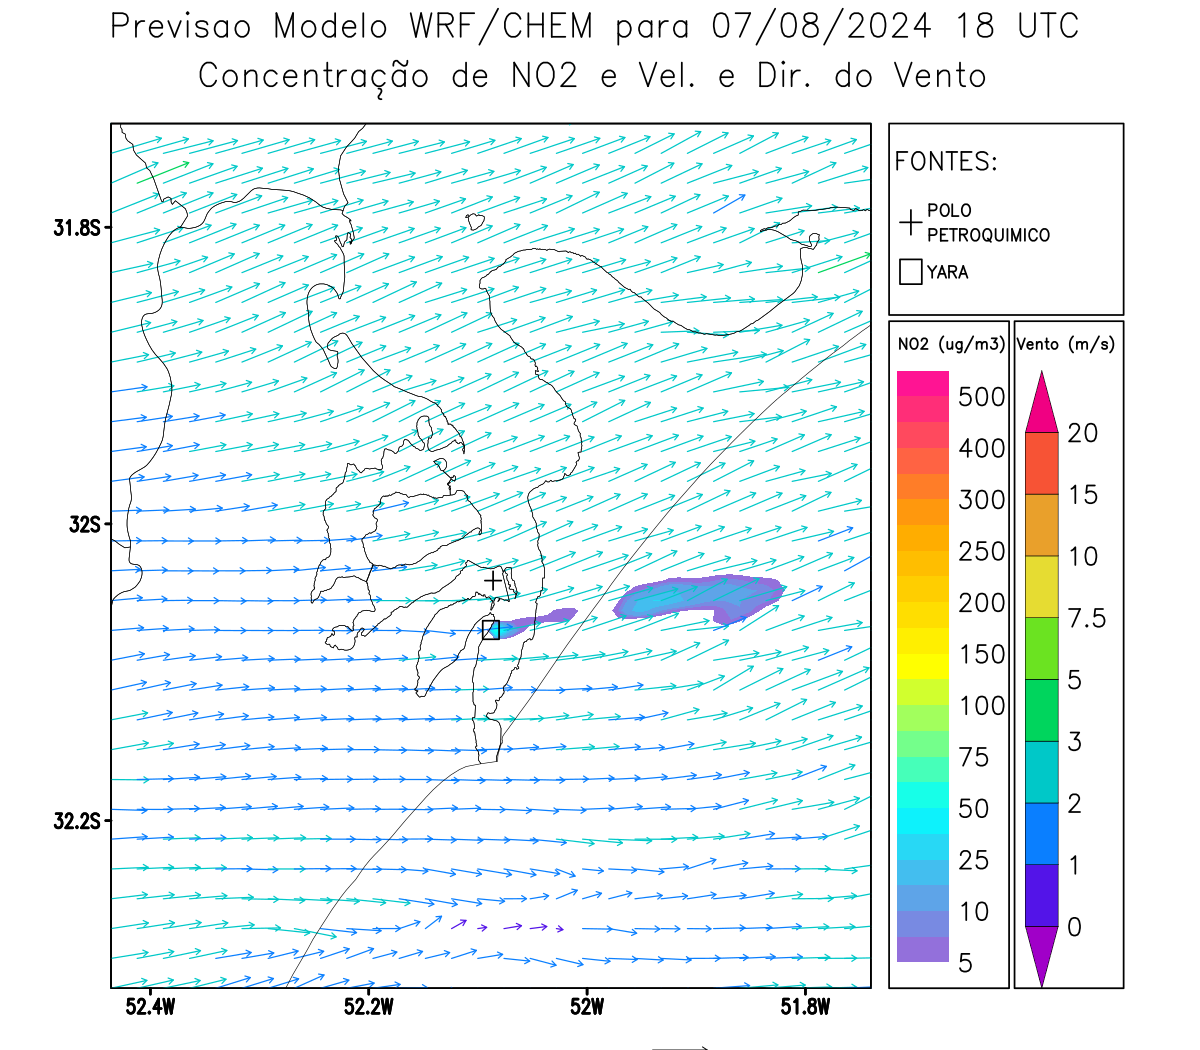 Previsao Modelo WRF/CHEM para 07/08/2024 18 UTC
Concentração de NO2 e Vel. e Dir. do Vento
FONTES:
POLO
PETROQUIMICO
YARA
31.8S
32S
32.2S
52.4W
52.2W
52W
51.8W
NO2 (ug/m3)
500
400
300
250
200
150
100
75
50
25
10
5
Vento (m/s)
20
15
10
7.5
5
3
2
1
0